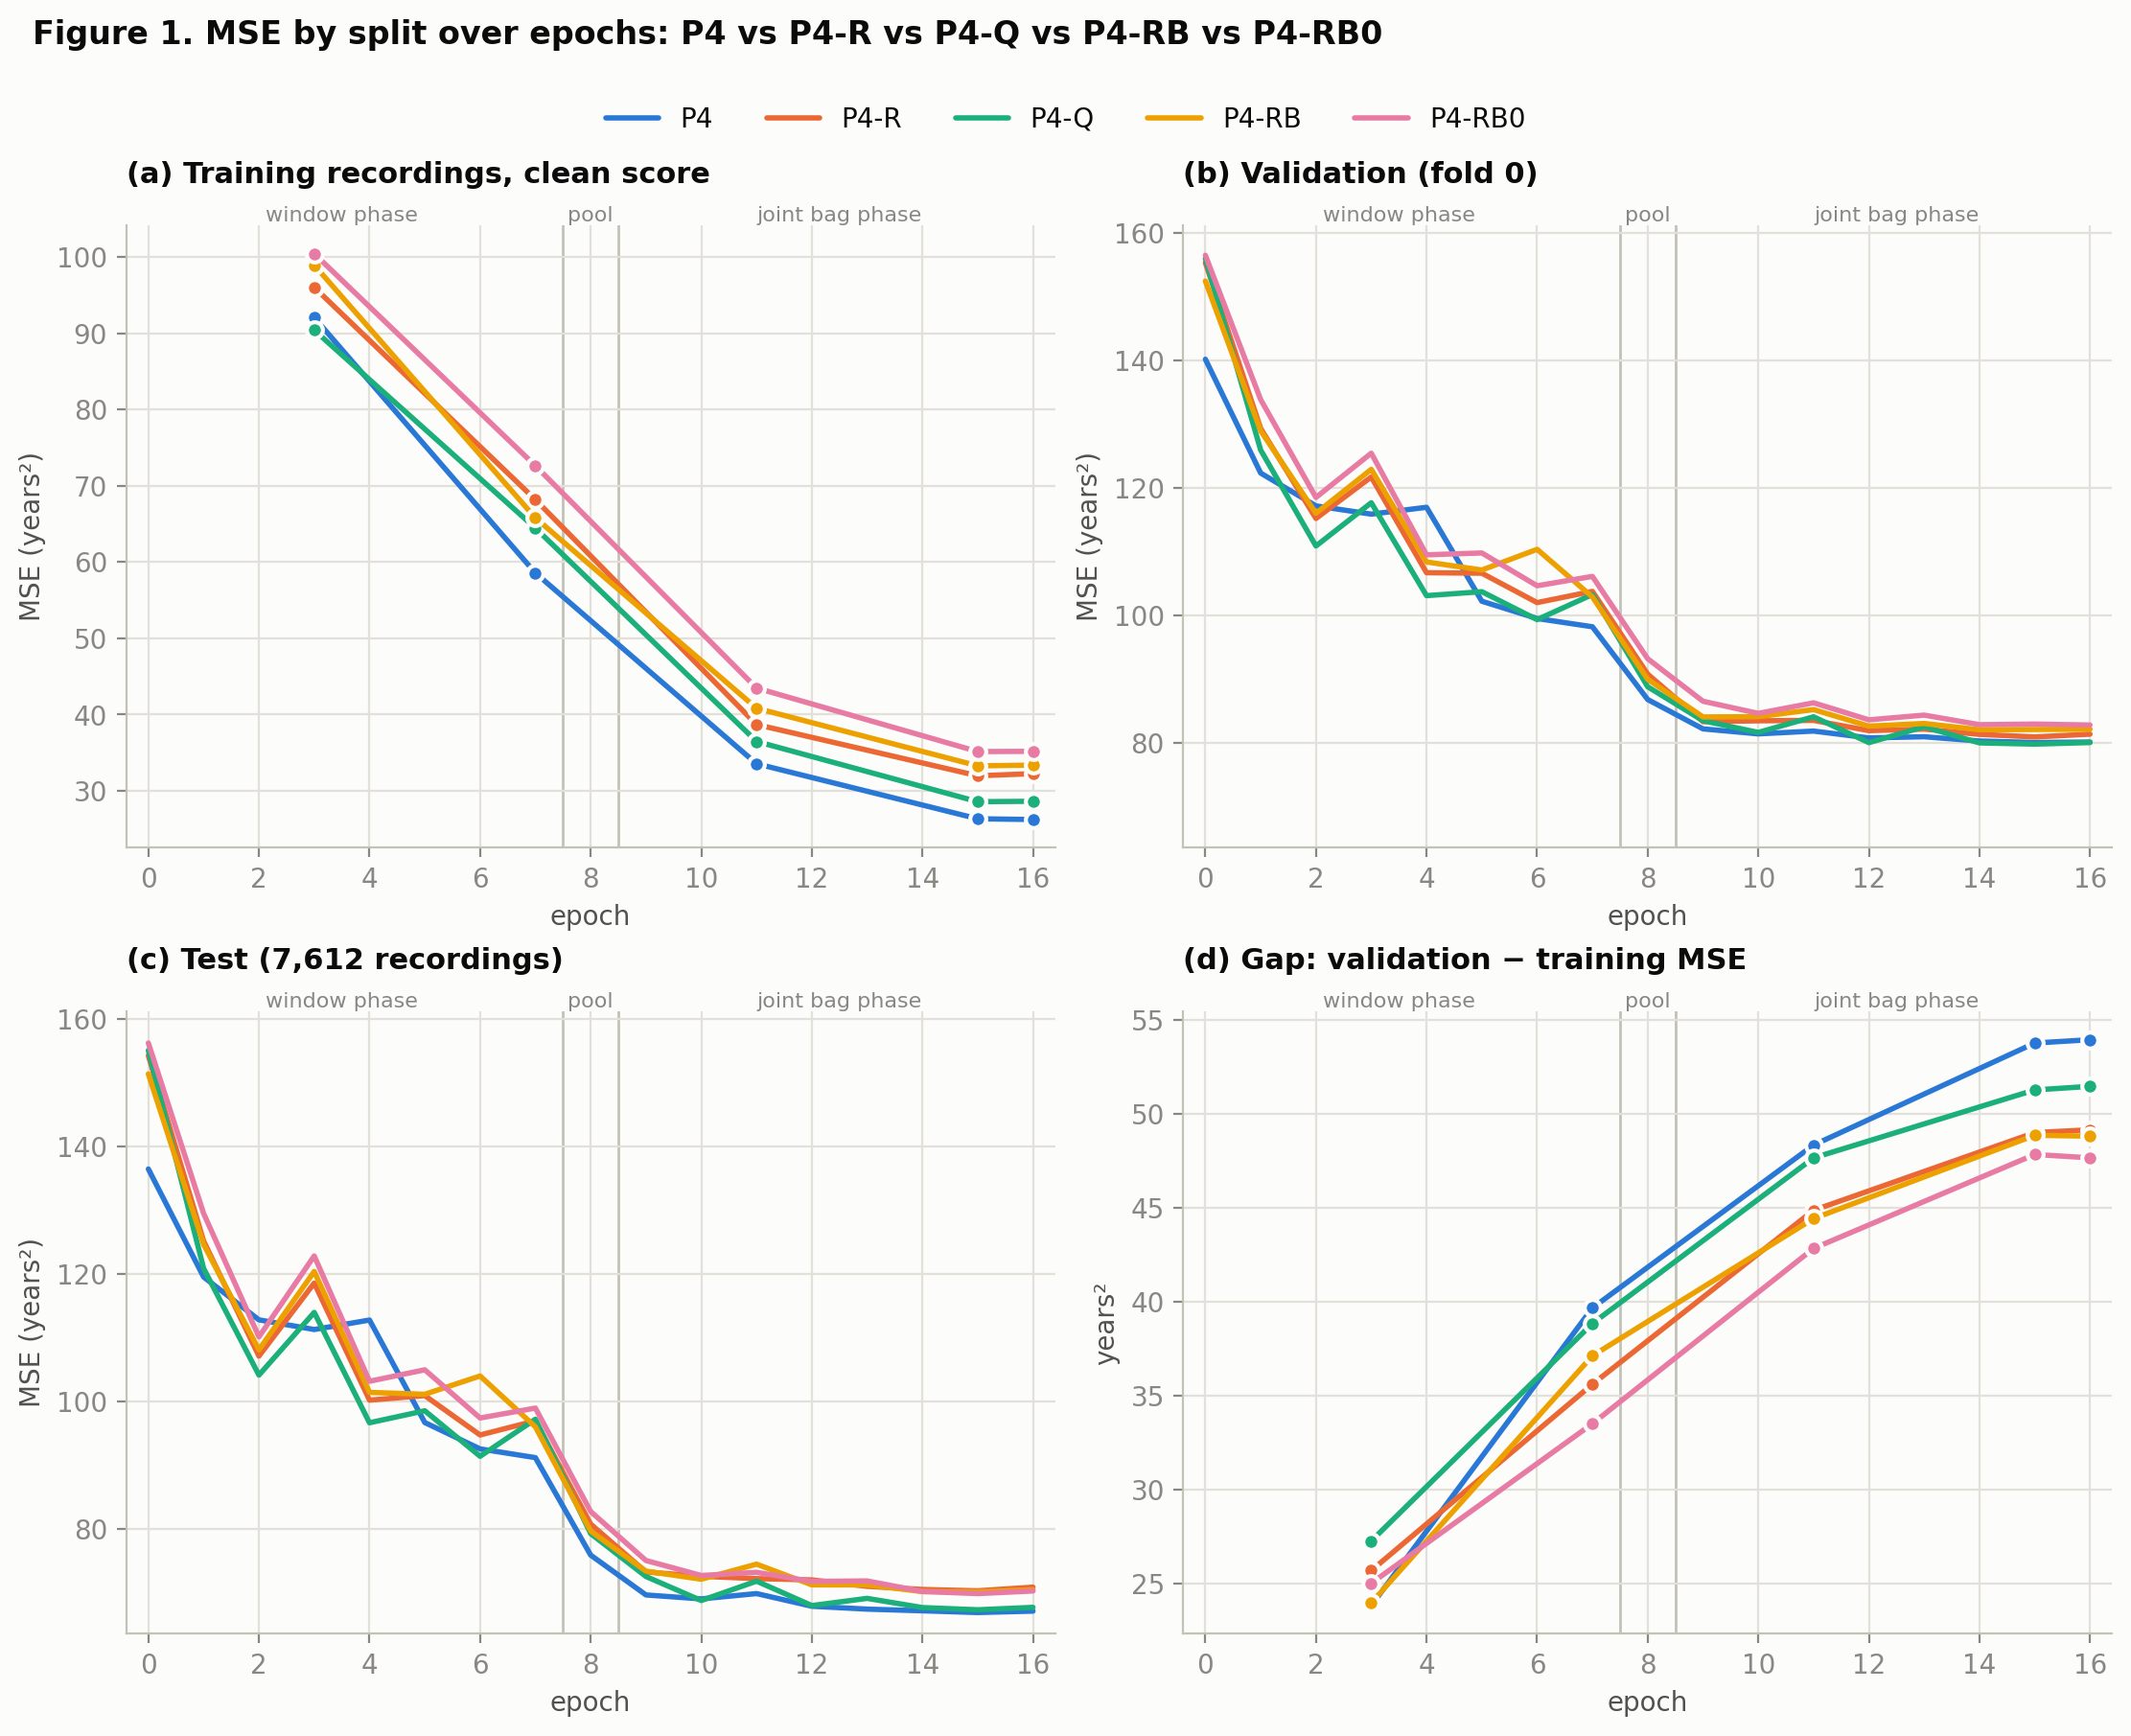 Figure 1. MSE by split over epochs: P4 vs P4-R vs P4-Q vs P4-RB vs P4-RB0
P4 P4-R P4-Q P4-RB P4-RB0
(a) Training recordings, clean score
window phase pool joint bag phase
100
90
80
70
60
50
40
30
MSE (years²)
0 2 4 6 8 10 12 14 16
epoch
(b) Validation (fold 0)
window phase pool joint bag phase
160
140
120
100
80
MSE (years²)
0 2 4 6 8 10 12 14 16
epoch
(c) Test (7,612 recordings)
window phase pool joint bag phase
160
140
120
100
80
MSE (years²)
0 2 4 6 8 10 12 14 16
epoch
(d) Gap: validation − training MSE
window phase pool joint bag phase
55
50
45
40
35
30
25
years²
0 2 4 6 8 10 12 14 16
epoch